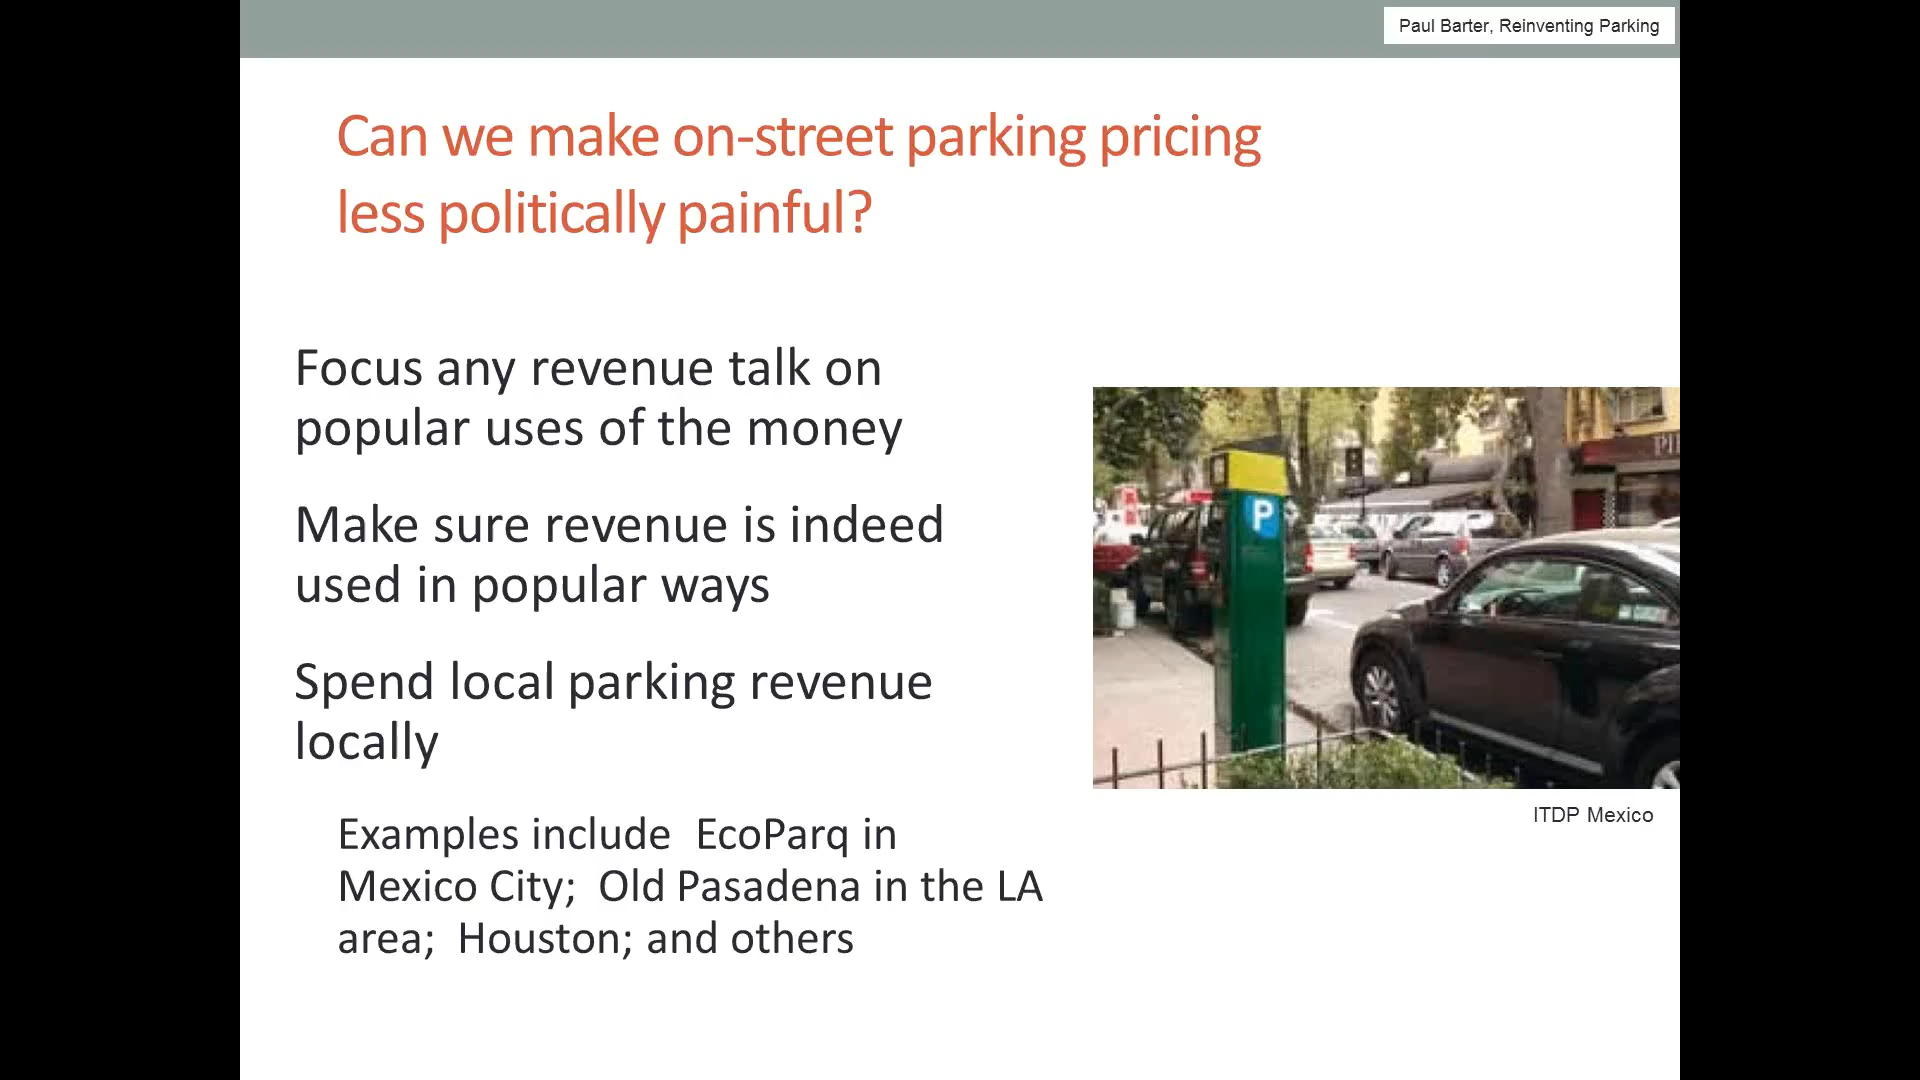 Paul Barter, Reinventing Parking
Can we make on-street parking pricing
less politically painful?
Focus any revenue talk on
popular uses of the money
Make sure revenue is indeed
used in popular ways
Spend local parking revenue
locally
Examples include EcoParq in
Mexico City; Old Pasadena in the LA
area; Houston; and others
P
ITDP Mexico